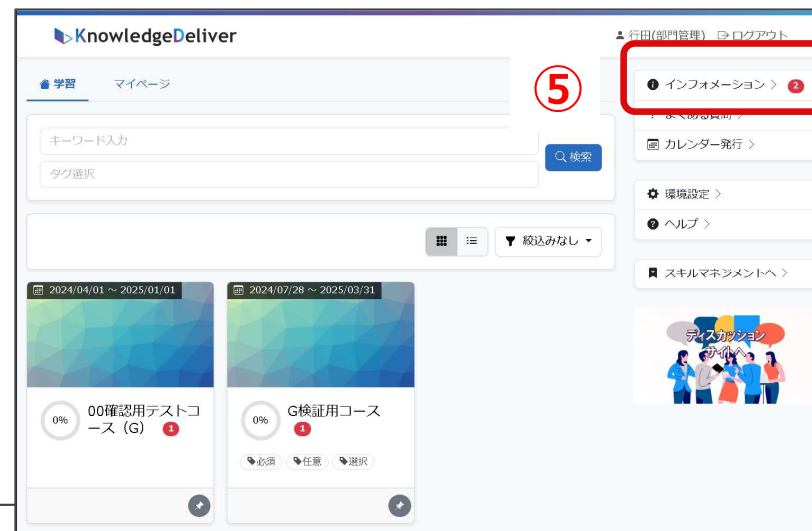 KnowledgeDeliver
行田(部門管理) ログアウト
学習 マイページ
⑤
インフォメーション > 2
? よくある質問 >
カレンダー発行 >
キーワード入力
タグ選択
検索
環境設定 >
ヘルプ >
絞込みなし
スキルマネジメントへ >
2024/04/01 ～ 2025/01/01
2024/07/28 ～ 2025/03/31
ディスカッション
サイトへ
0%
00確認用テストコ
ース（G） 1
0%
G検証用コース
1
必須 任意 選択